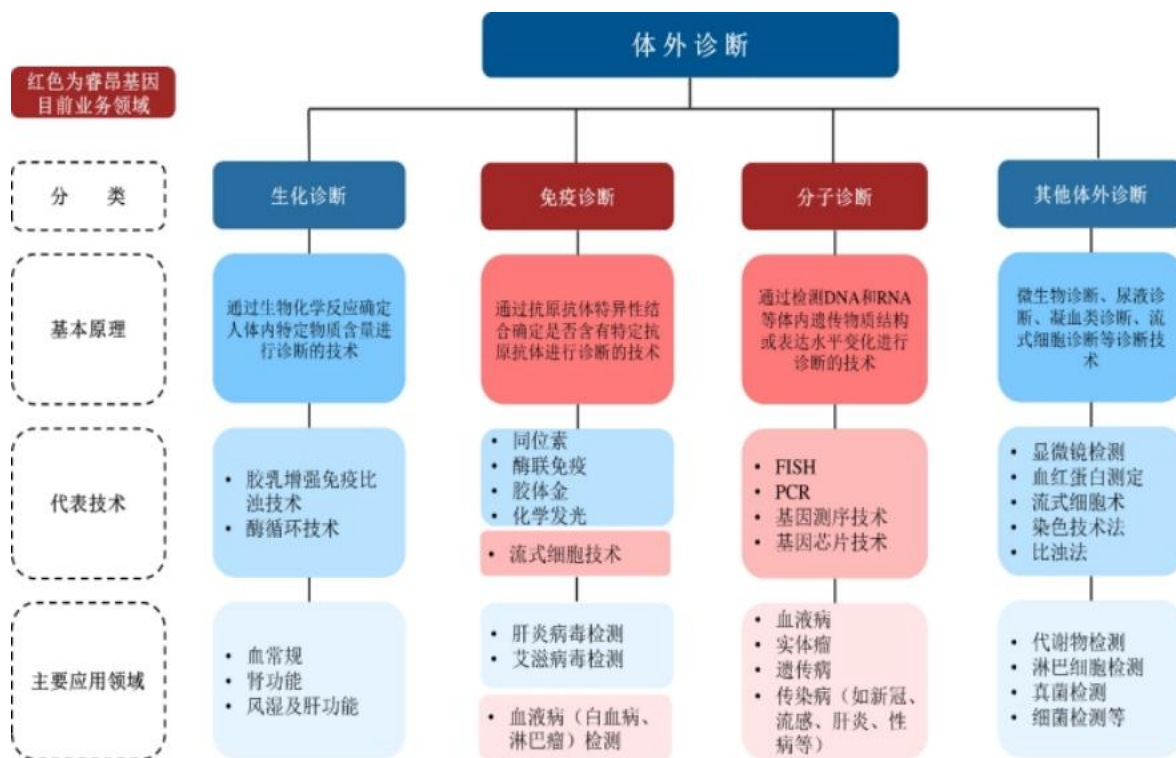 体外诊断
红色为睿昂基因
目前业务领域
分 类
生化诊断
免疫诊断
分子诊断
其他体外诊断
基本原理
通过生物化学反应确定
人体内特定物质含量进
行诊断的技术
通过抗原抗体特异性结
合确定是否含有特定抗
原抗体进行诊断的技术
通过检测DNA和RNA
等体内遗传物质结构
或表达水平变化进行
诊断的技术
微生物诊断、尿液诊
断、凝血类诊断、流
式细胞诊断等诊断技
术
代表技术
• 胶乳增强免疫比
浊技术
• 酶循环技术
• 同位素
• 酶联免疫
• 胶体金
• 化学发光
• 流式细胞技术
• FISH
• PCR
• 基因测序技术
• 基因芯片技术
• 显微镜检测
• 血红蛋白测定
• 流式细胞术
• 染色技术法
• 比浊法
主要应用领域
• 血常规
• 肾功能
• 风湿及肝功能
• 肝炎病毒检测
• 艾滋病毒检测
• 血液病（白血病、
淋巴瘤）检测
• 血液病
• 实体瘤
• 遗传病
• 传染病（如新冠、
流感、肝炎、性
病等）
• 代谢物检测
• 淋巴细胞检测
• 真菌检测
• 细菌检测等